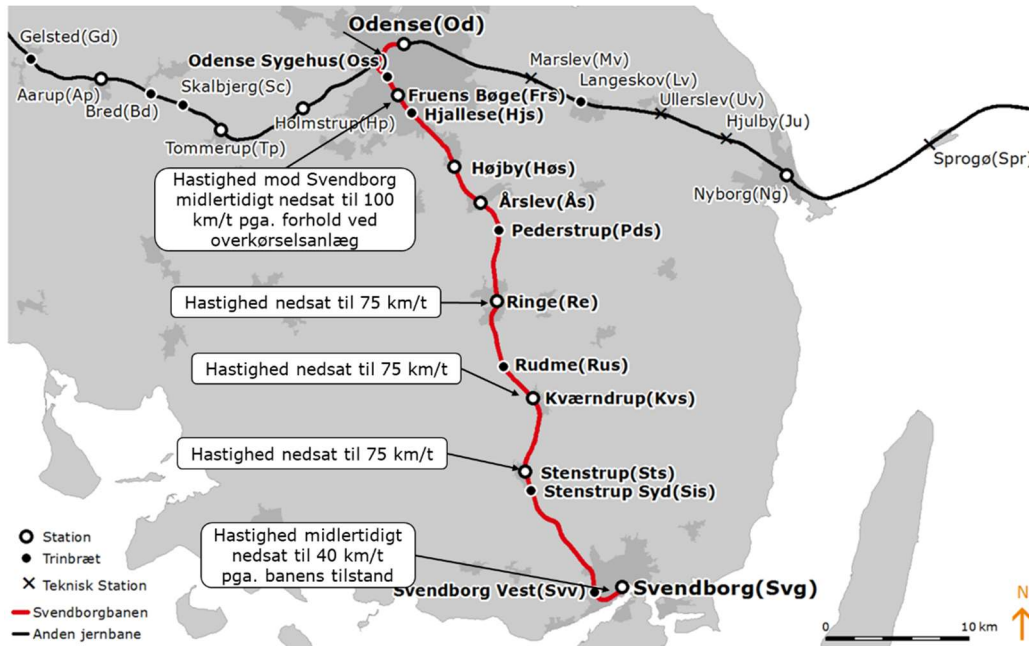 Odense(Od)
Gelsted(Gd)
Marslev(Mv)
Odense Sygehus(Oss)
Langeskov(Lv)
Skalbjerg(Sc)
Aarup(Ap)
Fruens Bøge(Frs)
Ullerslev(Uv)
Bred(Bd)
Hjallese(Hjs)
Holmstrup(Hp)
Hjulby(Ju)
Tommerup(Tp)
Sprogø(Spr)
Højby(Høs)
Nyborg(Ng)
Hastighed mod Svendborg
midlertidigt nedsat til 100
km/t pga. forhold ved
overkørselsanlæg
Årslev(Ås)
Pederstrup(Pds)
Hastighed nedsat til 75 km/t
Ringe(Re)
Rudme(Rus)
Hastighed nedsat til 75 km/t
Kværndrup(Kvs)
Hastighed nedsat til 75 km/t
Stenstrup(Sts)
Stenstrup Syd(Sis)
Hastighed midlertidigt
nedsat til 40 km/t
pga. banens tilstand
Svendborg Vest(Svv)
Svendborg(Svg)
Station
Trinbræt
Teknisk Station
Svendborgbanen
Anden jernbane
N
0 10 km